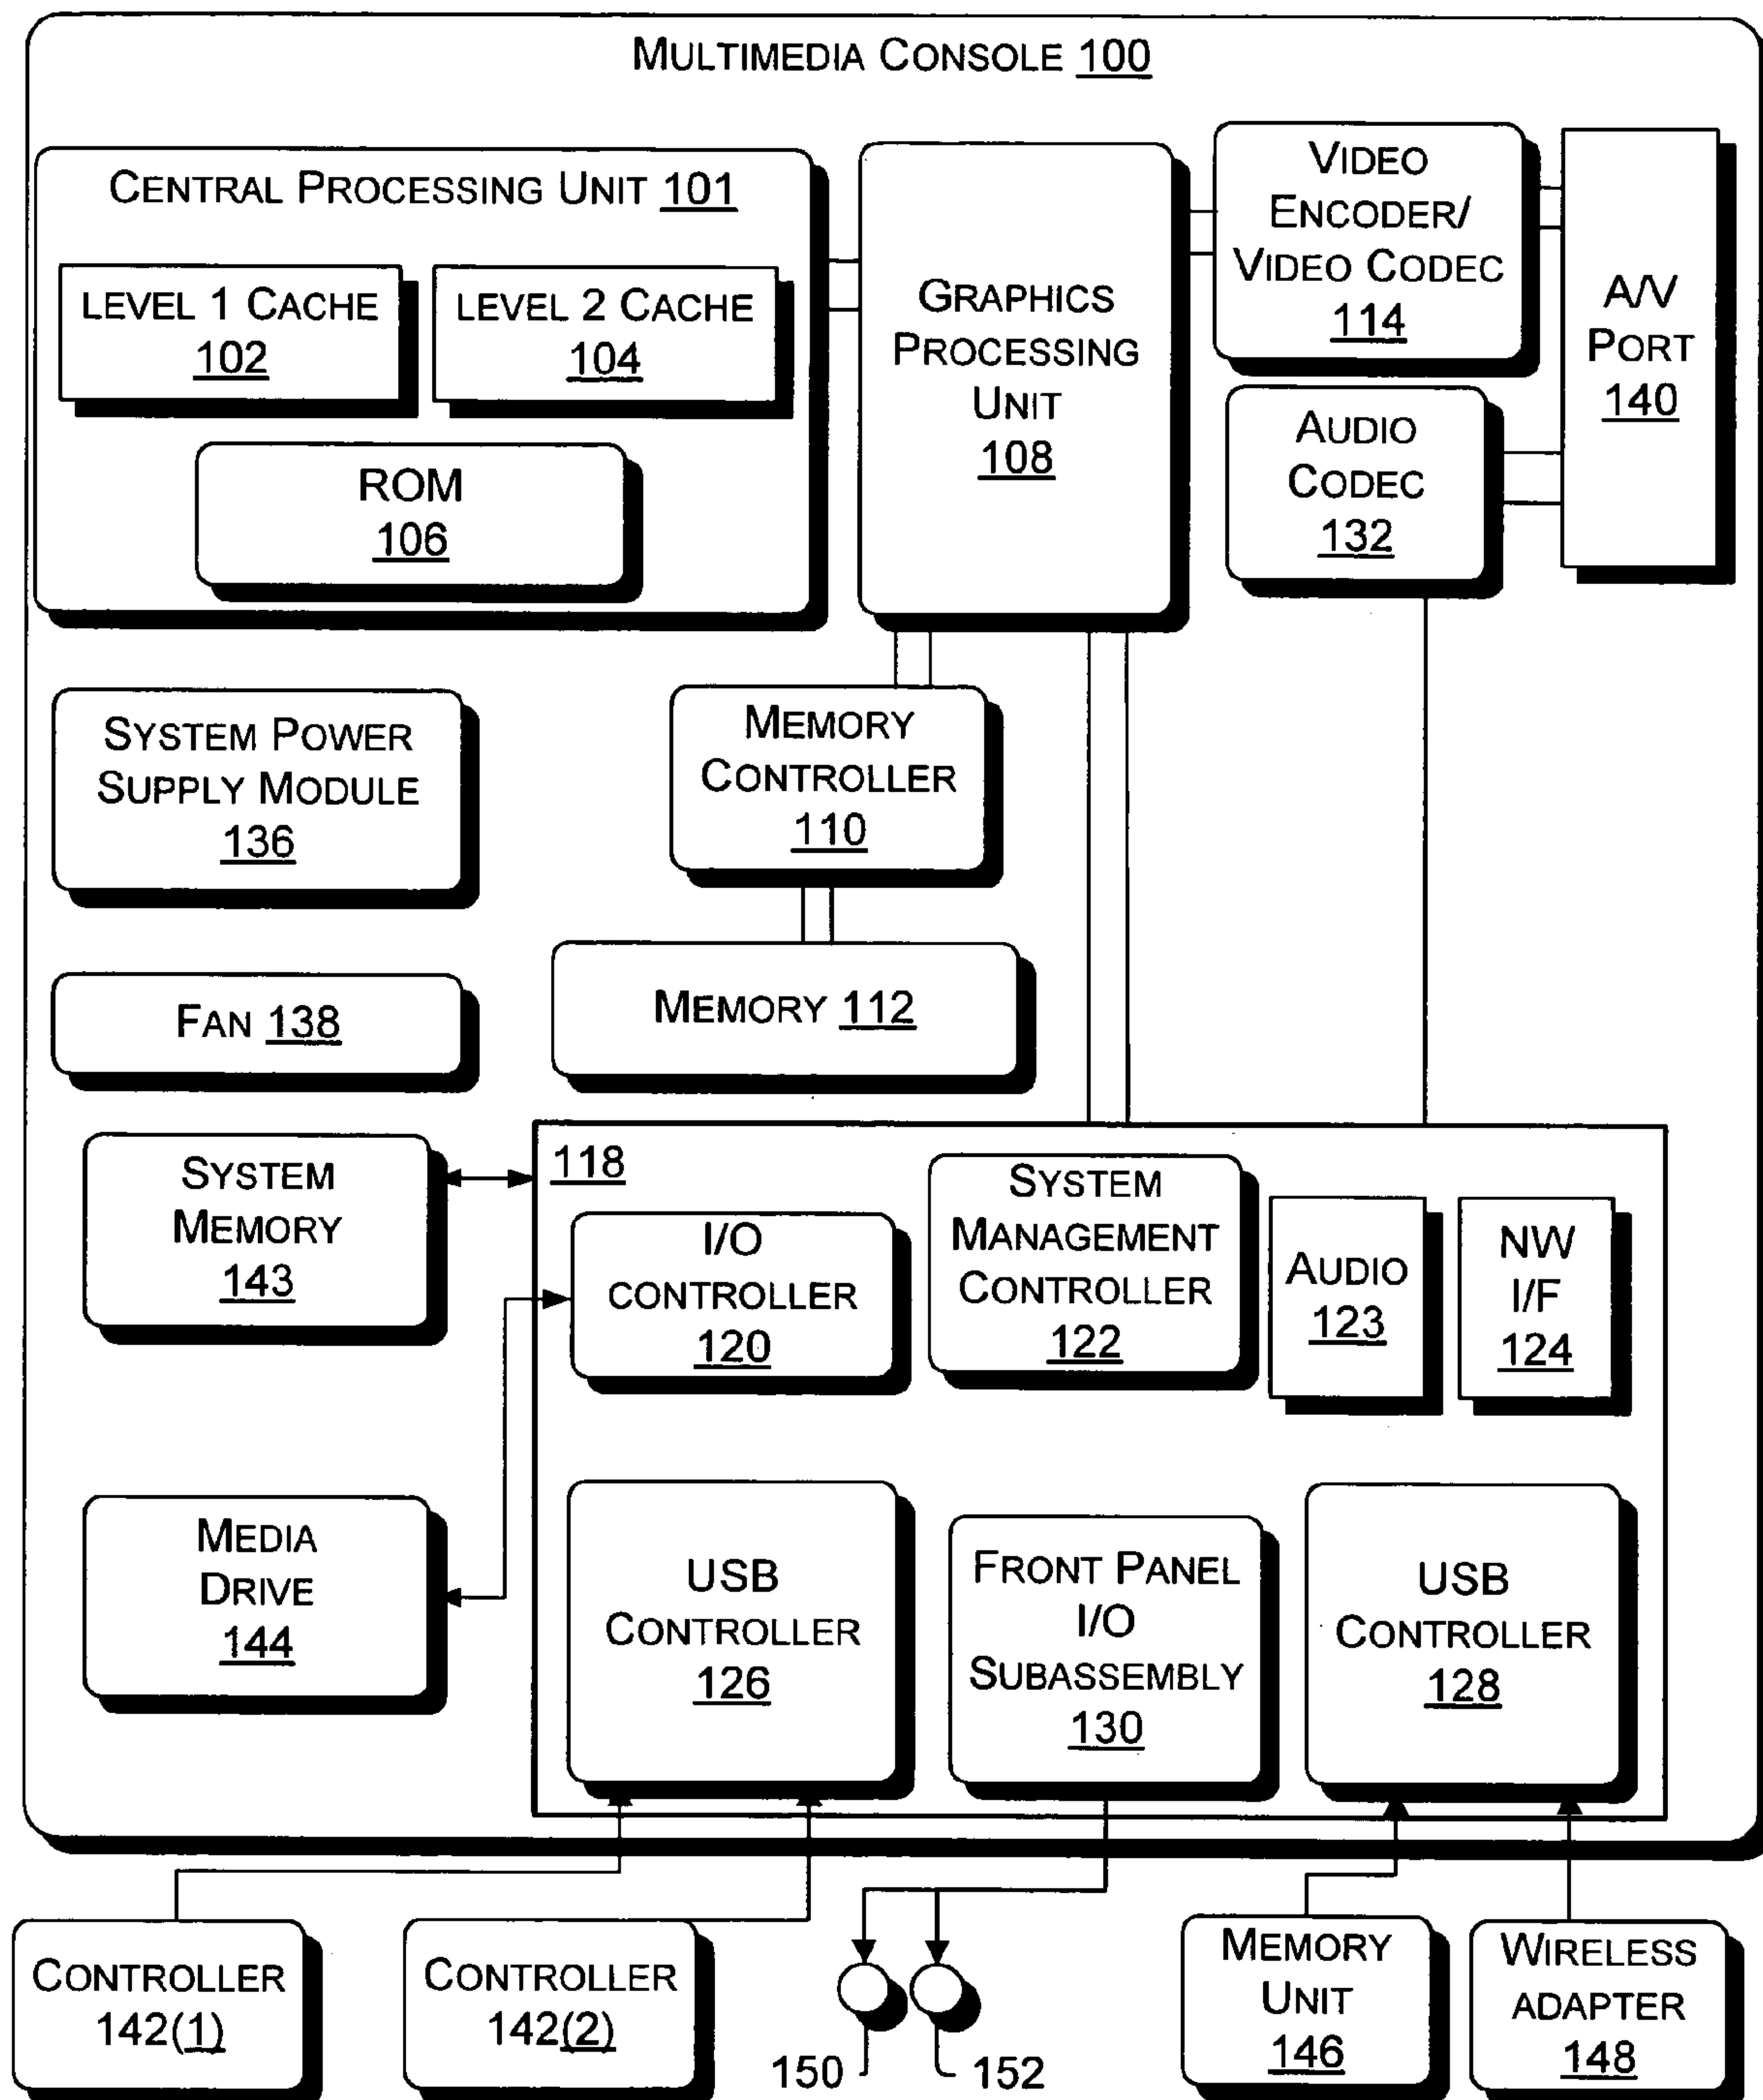 MULTIMEDIA CONSOLE 100
CENTRAL PROCESSING UNIT 101
LEVEL 1 CACHE
102
LEVEL 2 CACHE
104
ROM
106
GRAPHICS
PROCESSING
UNIT
108
VIDEO
ENCODER/
VIDEO CODEC
114
AUDIO
CODEC
132
A/V
PORT
140
SYSTEM POWER
SUPPLY MODULE
136
MEMORY
CONTROLLER
110
FAN 138
MEMORY 112
SYSTEM
MEMORY
143
118
I/O
CONTROLLER
120
SYSTEM
MANAGEMENT
CONTROLLER
122
AUDIO
123
NW
I/F
124
MEDIA
DRIVE
144
USB
CONTROLLER
126
FRONT PANEL
I/O
SUBASSEMBLY
130
USB
CONTROLLER
128
CONTROLLER
142(1)
CONTROLLER
142(2)
150
152
MEMORY
UNIT
146
WIRELESS
ADAPTER
148